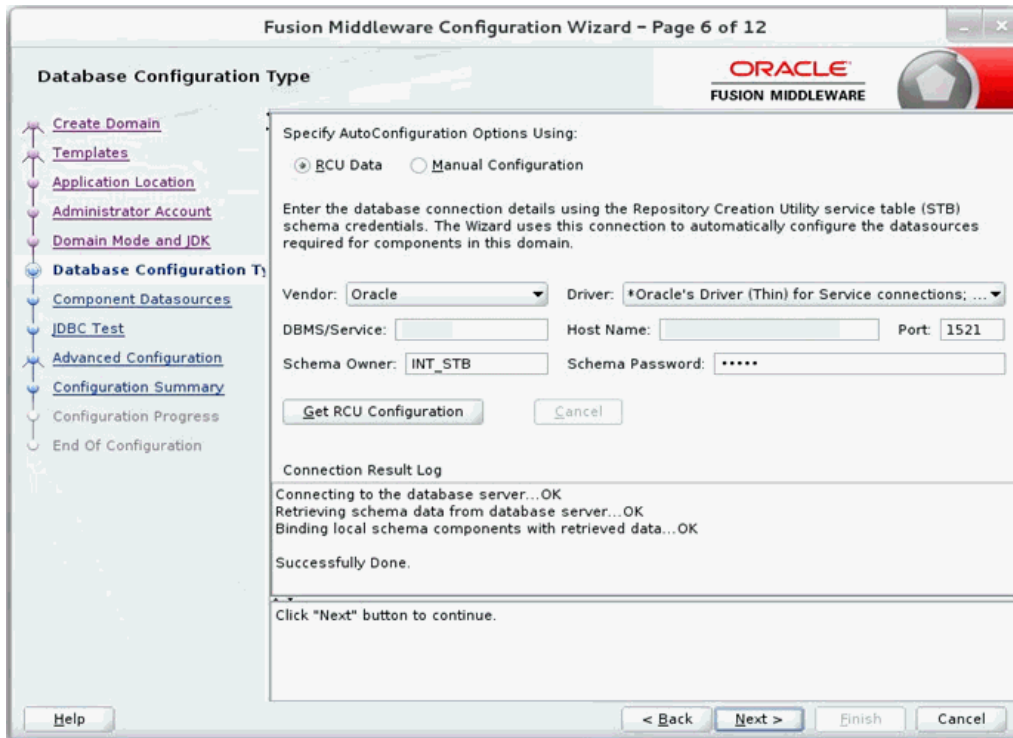 Fusion Middleware Configuration Wizard – Page 6 of 12
Database Configuration Type
ORACLE
FUSION MIDDLEWARE
Create Domain
Templates
Application Location
Administrator Account
Domain Mode and JDK
Database Configuration Ty
Component Datasources
JDBC Test
Advanced Configuration
Configuration Summary
Configuration Progress
End Of Configuration
Specify AutoConfiguration Options Using:
RCU Data Manual Configuration
Enter the database connection details using the Repository Creation Utility service table (STB)
schema credentials. The Wizard uses this connection to automatically configure the datasources
required for components in this domain.
Vendor: Oracle Driver: *Oracle's Driver (Thin) for Service connections; ...
DBMS/Service: Host Name: Port: 1521
Schema Owner: INT_STB Schema Password: •••••
Get RCU Configuration Cancel
Connection Result Log
Connecting to the database server...OK
Retrieving schema data from database server...OK
Binding local schema components with retrieved data...OK
Successfully Done.
Click "Next" button to continue.
Help < Back Next > Finish Cancel